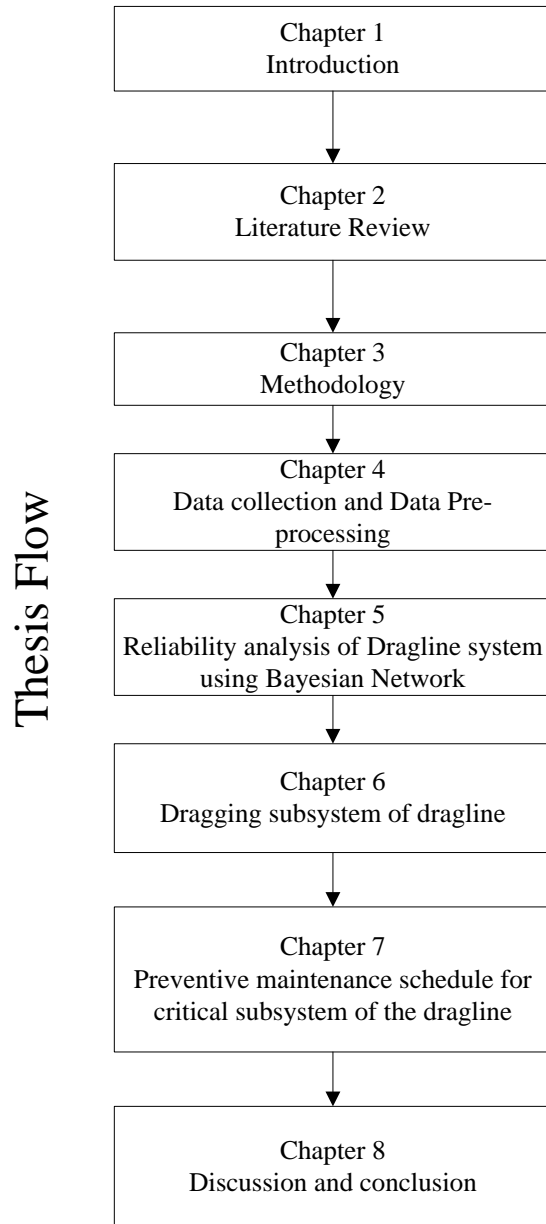 Thesis Flow
Chapter 1
Introduction
Chapter 2
Literature Review
Chapter 3
Methodology
Chapter 4
Data collection and Data Pre-
processing
Chapter 5
Reliability analysis of Dragline system
using Bayesian Network
Chapter 6
Dragging subsystem of dragline
Chapter 7
Preventive maintenance schedule for
critical subsystem of the dragline
Chapter 8
Discussion and conclusion